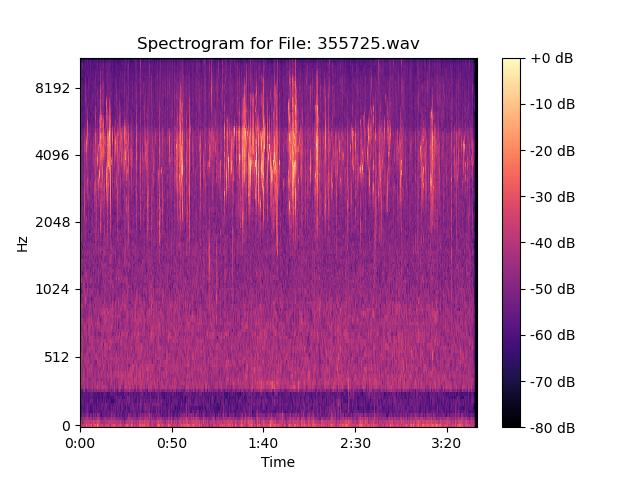 Spectrogram for File: 355725.wav
8192
4096
2048
1024
512
0
Hz
0:00
0:50
1:40
2:30
3:20
Time
+0 dB
-10 dB
-20 dB
-30 dB
-40 dB
-50 dB
-60 dB
-70 dB
-80 dB